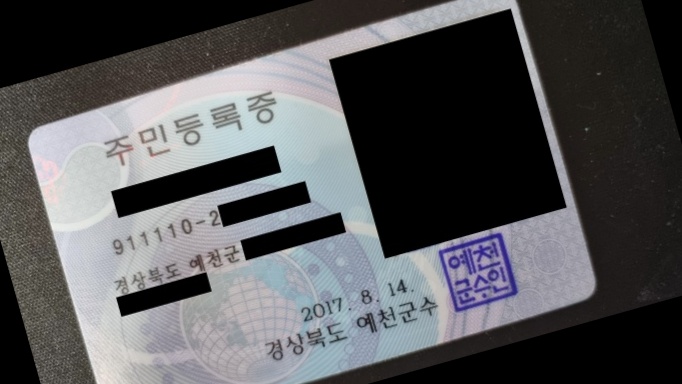 주민등록증
911110-2
경상북도 예천군
2017. 8. 14.
경상북도 예천군수
예천
군수인